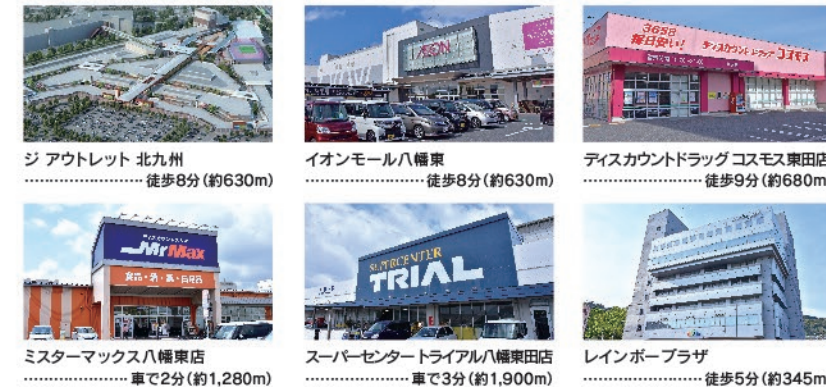 AEON
365日
毎日安い!
ディスカウントドラッグ コスモス
ジ アウトレット 北九州
イオンモール八幡東
ディスカウントドラッグ コスモス東田店
徒歩8分(約630m)
徒歩8分(約630m)
徒歩9分(約680m
MrMax
食品・酒・薬・日用品
SUPERCENTER
TRIAL
ミスターマックス八幡東店
スーパーセンタートライアル八幡東田店
レインボープラザ
車で2分(約1,280m)
車で3分(約1,900m)
徒歩5分(約345m